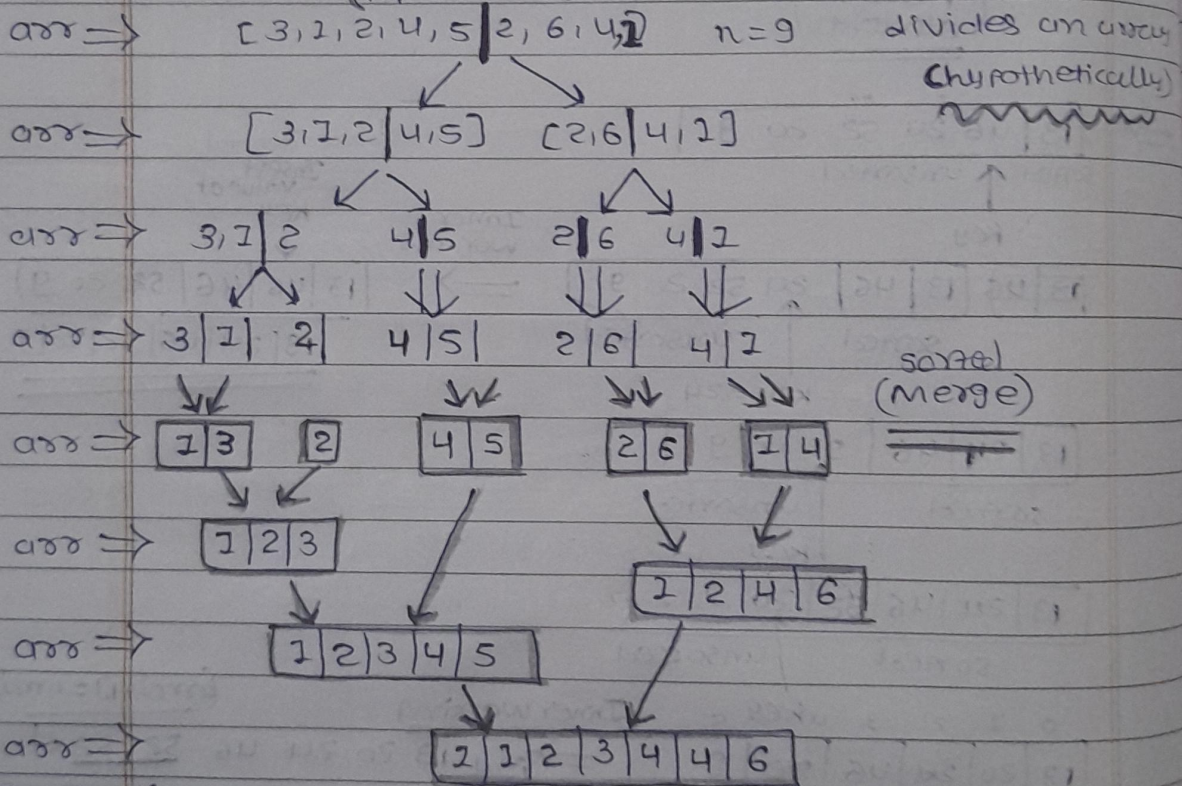 arr ⇒ [3,1,2,4,5|2,6,4,1] n=9 divides an array
(hypothetically)
arr ⇒ [3,1,2|4,5] [2,6|4,1]
arr ⇒ 3,1|2 4|5 2|6 4|1
arr ⇒ 3|1| 2| 4|5| 2|6| 4|1
sorted
(merge)
arr ⇒ 1|3 2 4|5 2|6 1|4
arr ⇒ 1|2|3
1|2|4|6
arr ⇒ 1|2|3|4|5
arr ⇒ 1|1|2|3|4|4|6